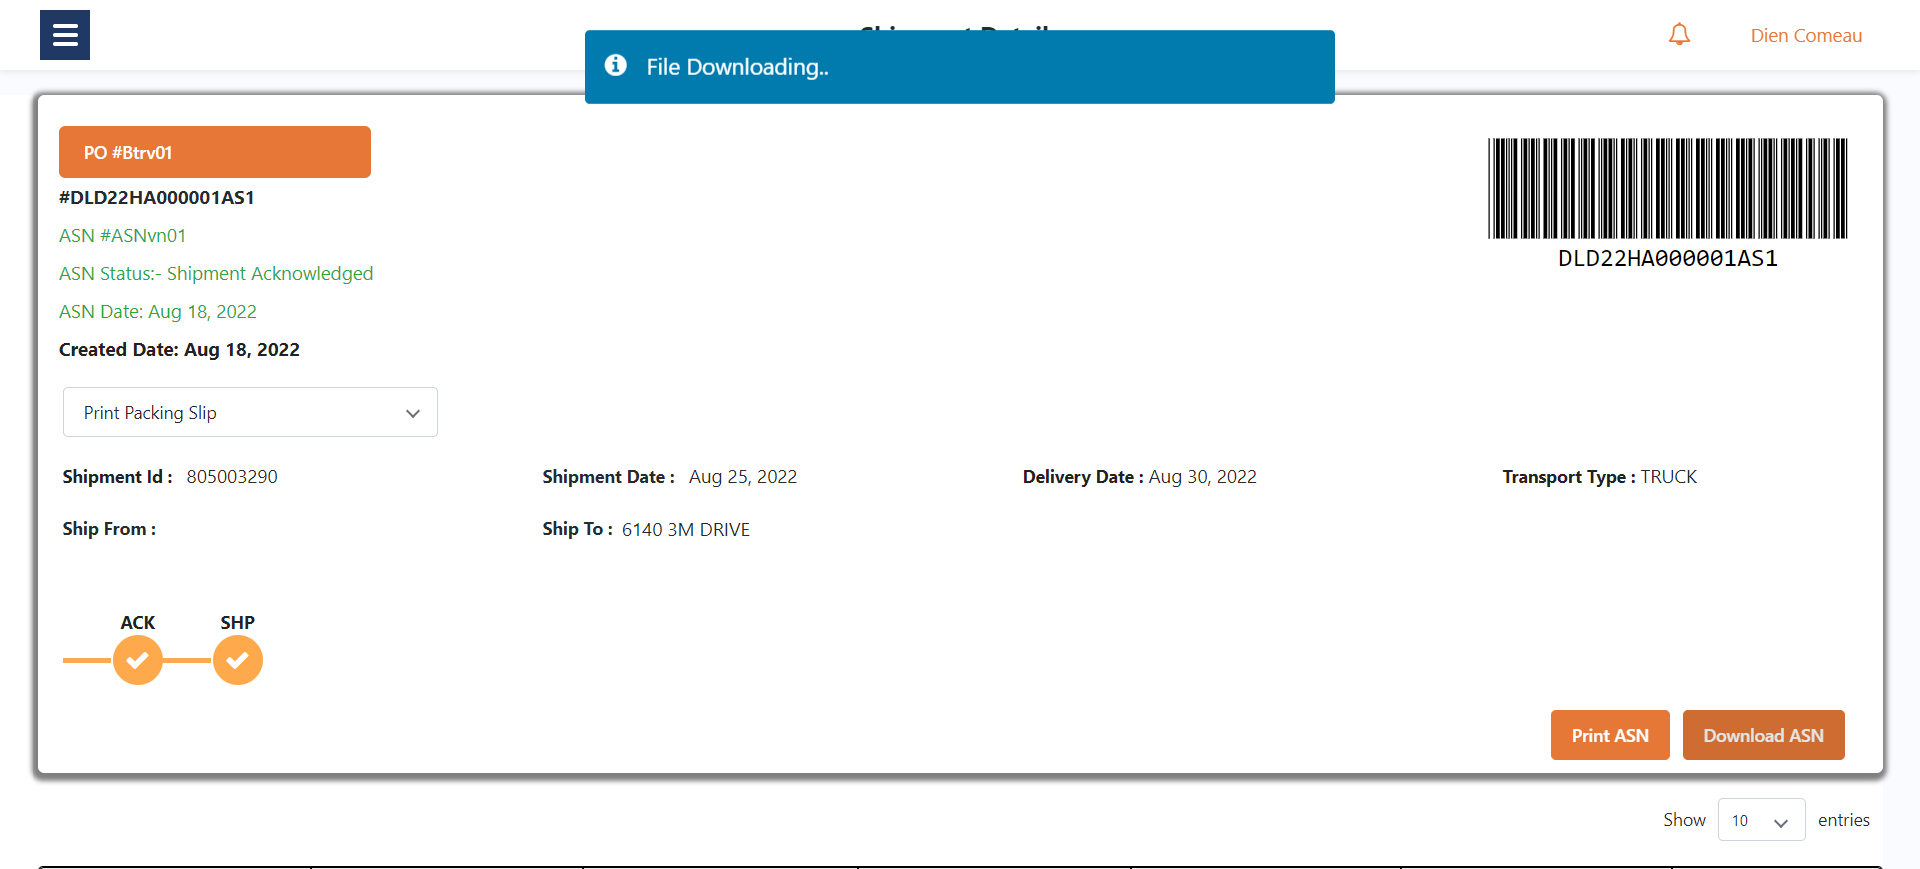 Dien Comeau
File Downloading..
PO #Btrv01
#DLD22HA000001AS1
ASN #ASNvn01
ASN Status:- Shipment Acknowledged
ASN Date: Aug 18, 2022
Created Date: Aug 18, 2022
DLD22HA000001AS1
Print Packing Slip
Shipment Id : 805003290
Shipment Date : Aug 25, 2022
Delivery Date : Aug 30, 2022
Transport Type : TRUCK
Ship From :
Ship To : 6140 3M DRIVE
ACK
SHP
Print ASN
Download ASN
Show 10 entries